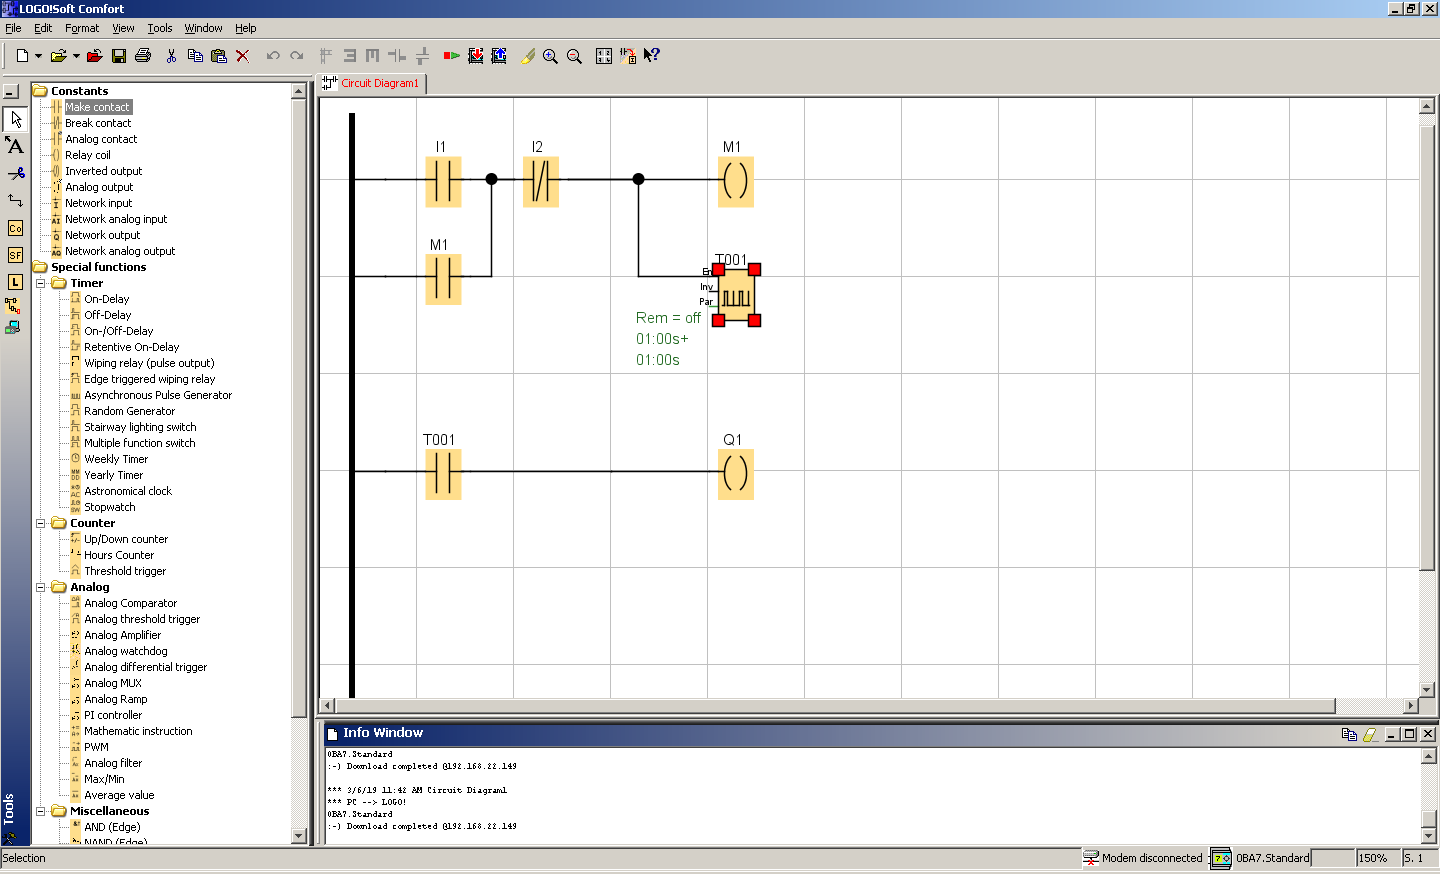 LOGO!Soft Comfort
File Edit Format View Tools Window Help
Circuit Diagram1
Constants
Make contact
Break contact
Analog contact
Relay coil
Inverted output
Analog output
Network input
Network analog input
Network output
Network analog output
Special functions
Timer
On-Delay
Off-Delay
On-/Off-Delay
Retentive On-Delay
Wiping relay (pulse output)
Edge triggered wiping relay
Asynchronous Pulse Generator
Random Generator
Stairway lighting switch
Multiple function switch
Weekly Timer
Yearly Timer
Astronomical clock
Stopwatch
Counter
Up/Down counter
Hours Counter
Threshold trigger
Analog
Analog Comparator
Analog threshold trigger
Analog Amplifier
Analog watchdog
Analog differential trigger
Analog MUX
Analog Ramp
PI controller
Mathematic instruction
PWM
Analog filter
Max/Min
Average value
Miscellaneous
AND (Edge)
NAND (Edge)
Co
SF
L
Tools
I1 I2 M1
M1
T001
En
Inv
Par
Rem = off
01:00s+
01:00s
T001 Q1
Info Window
0BA7.Standard
:-) Download completed @192.168.22.149
*** 3/6/19 11:42 AM Circuit Diagram1
*** PC --> LOGO!
0BA7.Standard
:-) Download completed @192.168.22.149
Selection Modem disconnected 0BA7.Standard 150% S. 1